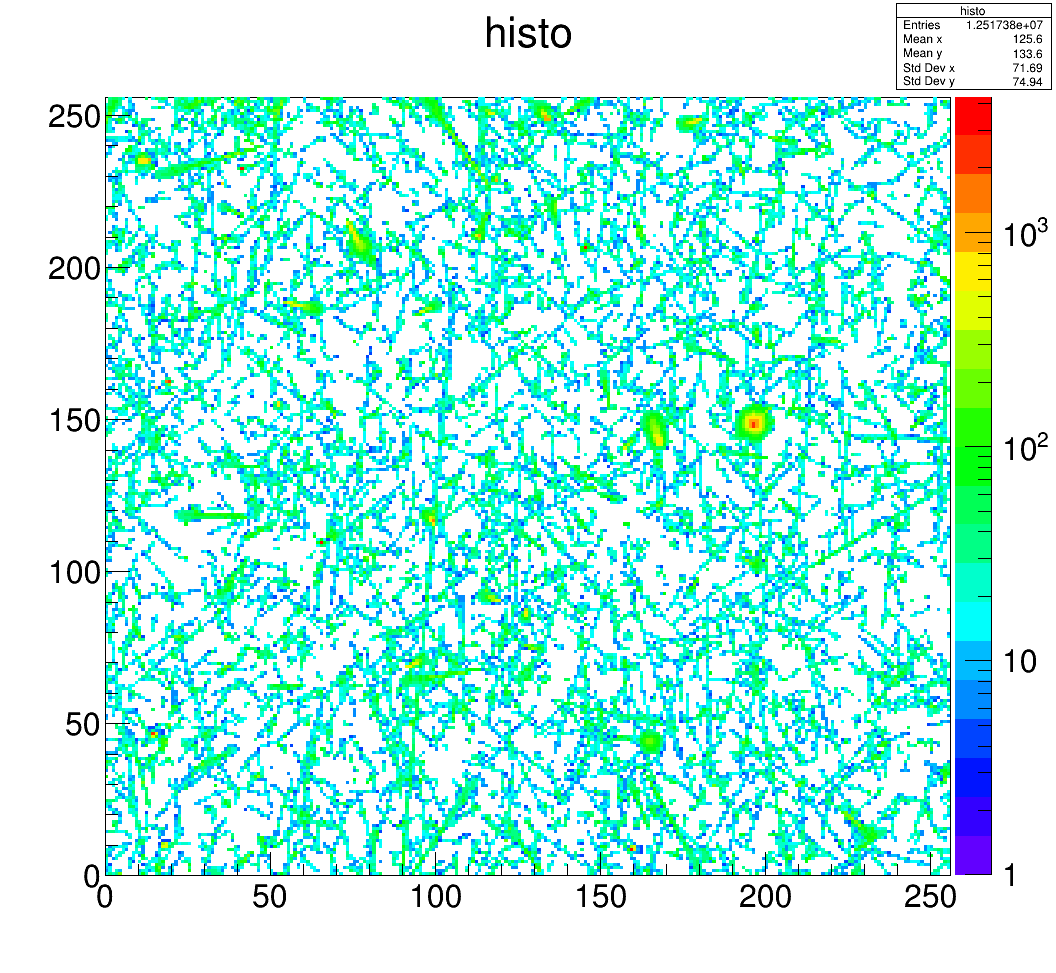 histo
histo
Entries 1.251738e+07
Mean x 125.6
Mean y 133.6
Std Dev x 71.69
Std Dev y 74.94
250
200
150
100
50
0
0 50 100 150 200 250
10³
10²
10
1